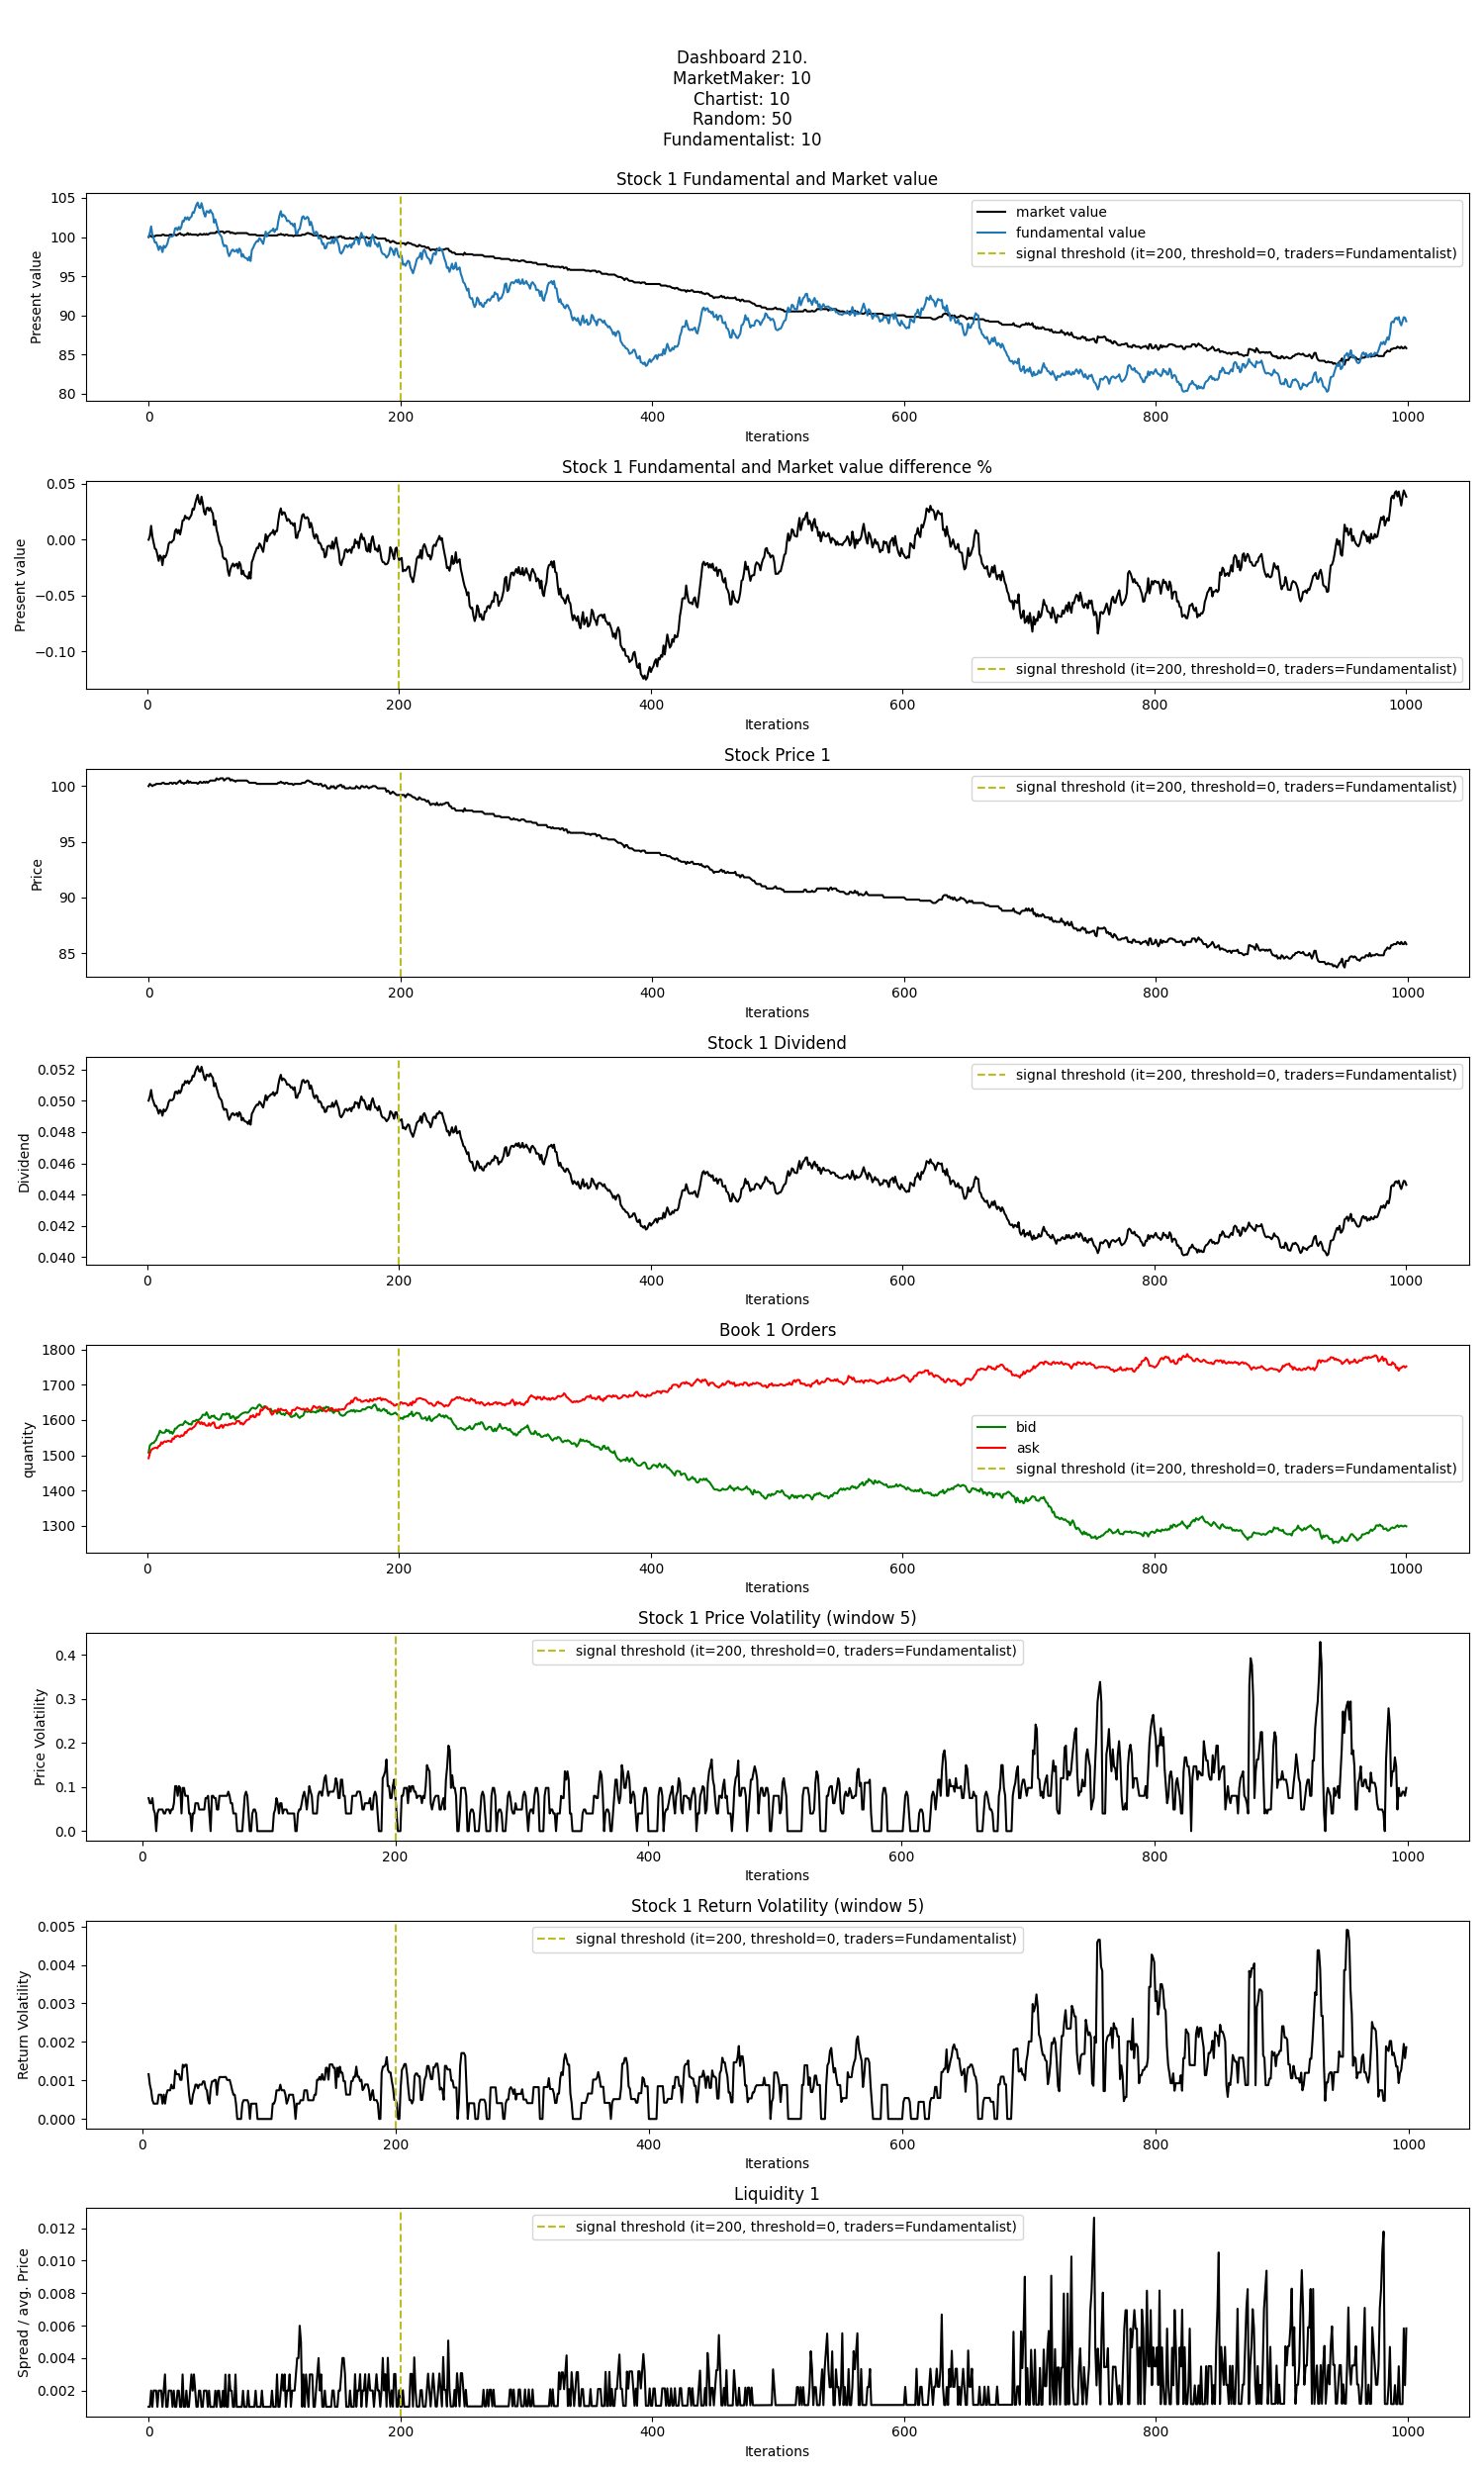 Dashboard 210.
MarketMaker: 10
Chartist: 10
Random: 50
Fundamentalist: 10
Stock 1 Fundamental and Market value
Present value
105
100
95
90
85
80
market value
fundamental value
signal threshold (it=200, threshold=0, traders=Fundamentalist)
0 200 400 600 800 1000
Iterations
Stock 1 Fundamental and Market value difference %
Present value
0.05
0.00
−0.05
−0.10
signal threshold (it=200, threshold=0, traders=Fundamentalist)
0 200 400 600 800 1000
Iterations
Stock Price 1
Price
100
95
90
85
signal threshold (it=200, threshold=0, traders=Fundamentalist)
0 200 400 600 800 1000
Iterations
Stock 1 Dividend
Dividend
0.052
0.050
0.048
0.046
0.044
0.042
0.040
signal threshold (it=200, threshold=0, traders=Fundamentalist)
0 200 400 600 800 1000
Iterations
Book 1 Orders
quantity
1800
1700
1600
1500
1400
1300
bid
ask
signal threshold (it=200, threshold=0, traders=Fundamentalist)
0 200 400 600 800 1000
Iterations
Stock 1 Price Volatility (window 5)
Price Volatility
0.4
0.3
0.2
0.1
0.0
signal threshold (it=200, threshold=0, traders=Fundamentalist)
0 200 400 600 800 1000
Iterations
Stock 1 Return Volatility (window 5)
Return Volatility
0.005
0.004
0.003
0.002
0.001
0.000
signal threshold (it=200, threshold=0, traders=Fundamentalist)
0 200 400 600 800 1000
Iterations
Liquidity 1
Spread / avg. Price
0.012
0.010
0.008
0.006
0.004
0.002
signal threshold (it=200, threshold=0, traders=Fundamentalist)
0 200 400 600 800 1000
Iterations